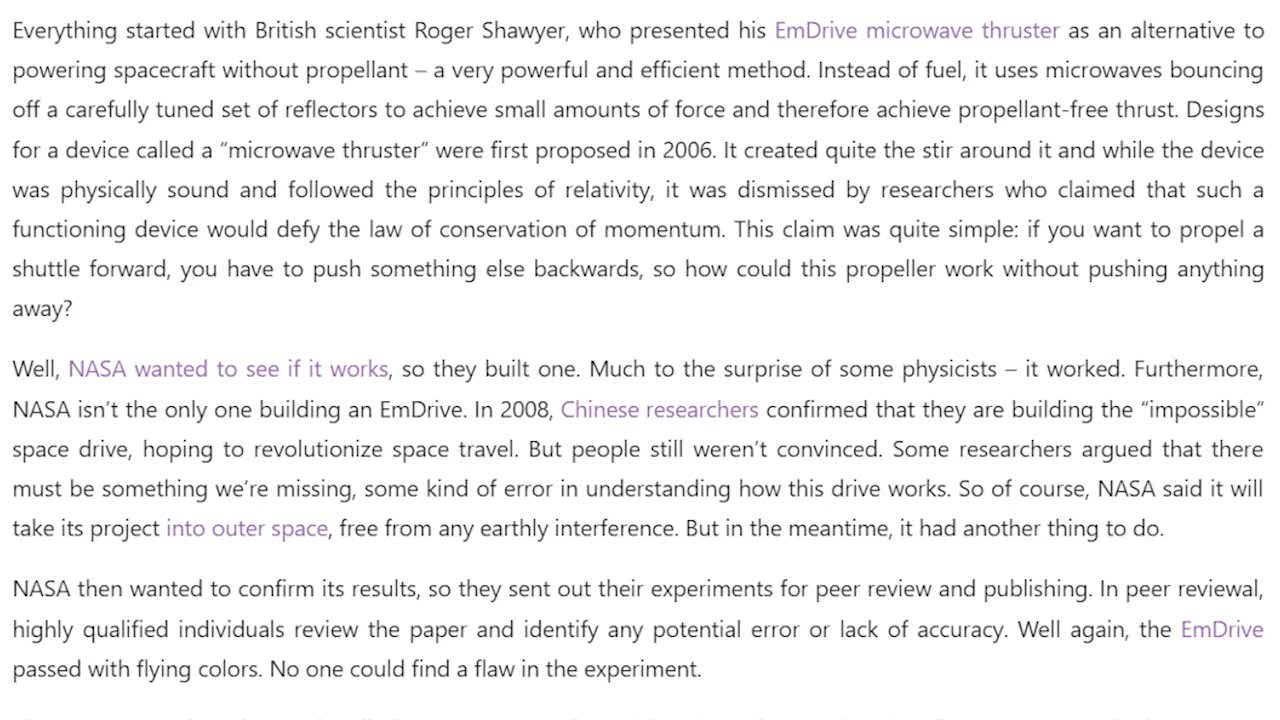 Everything started with British scientist Roger Shawyer, who presented his EmDrive microwave thruster as an alternative to
powering spacecraft without propellant – a very powerful and efficient method. Instead of fuel, it uses microwaves bouncing
off a carefully tuned set of reflectors to achieve small amounts of force and therefore achieve propellant-free thrust. Designs
for a device called a “microwave thruster” were first proposed in 2006. It created quite the stir around it and while the device
was physically sound and followed the principles of relativity, it was dismissed by researchers who claimed that such a
functioning device would defy the law of conservation of momentum. This claim was quite simple: if you want to propel a
shuttle forward, you have to push something else backwards, so how could this propeller work without pushing anything
away?
Well, NASA wanted to see if it works, so they built one. Much to the surprise of some physicists – it worked. Furthermore,
NASA isn’t the only one building an EmDrive. In 2008, Chinese researchers confirmed that they are building the “impossible”
space drive, hoping to revolutionize space travel. But people still weren’t convinced. Some researchers argued that there
must be something we’re missing, some kind of error in understanding how this drive works. So of course, NASA said it will
take its project into outer space, free from any earthly interference. But in the meantime, it had another thing to do.
NASA then wanted to confirm its results, so they sent out their experiments for peer review and publishing. In peer reviewal,
highly qualified individuals review the paper and identify any potential error or lack of accuracy. Well again, the EmDrive
passed with flying colors. No one could find a flaw in the experiment.